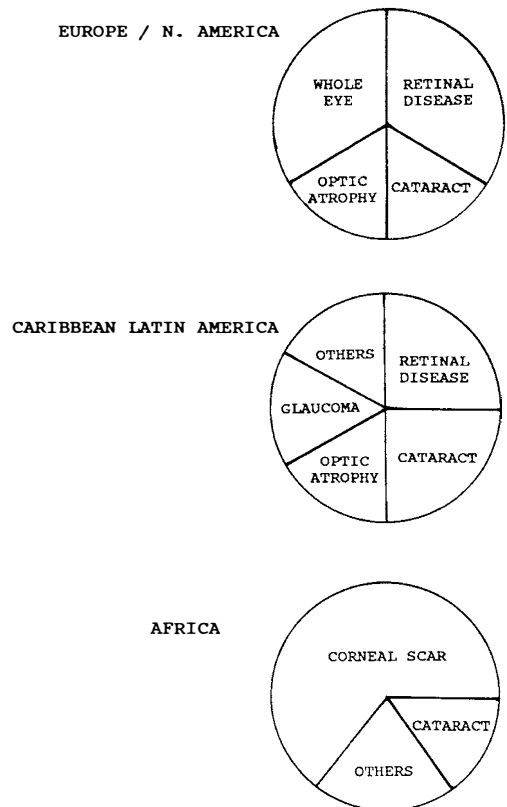 EUROPE / N. AMERICA
WHOLE
EYE
RETINAL
DISEASE
OPTIC
ATROPHY
CATARACT
CARIBBEAN LATIN AMERICA
OTHERS
RETINAL
DISEASE
GLAUCOMA
OPTIC
ATROPHY
CATARACT
AFRICA
CORNEAL SCAR
CATARACT
OTHERS